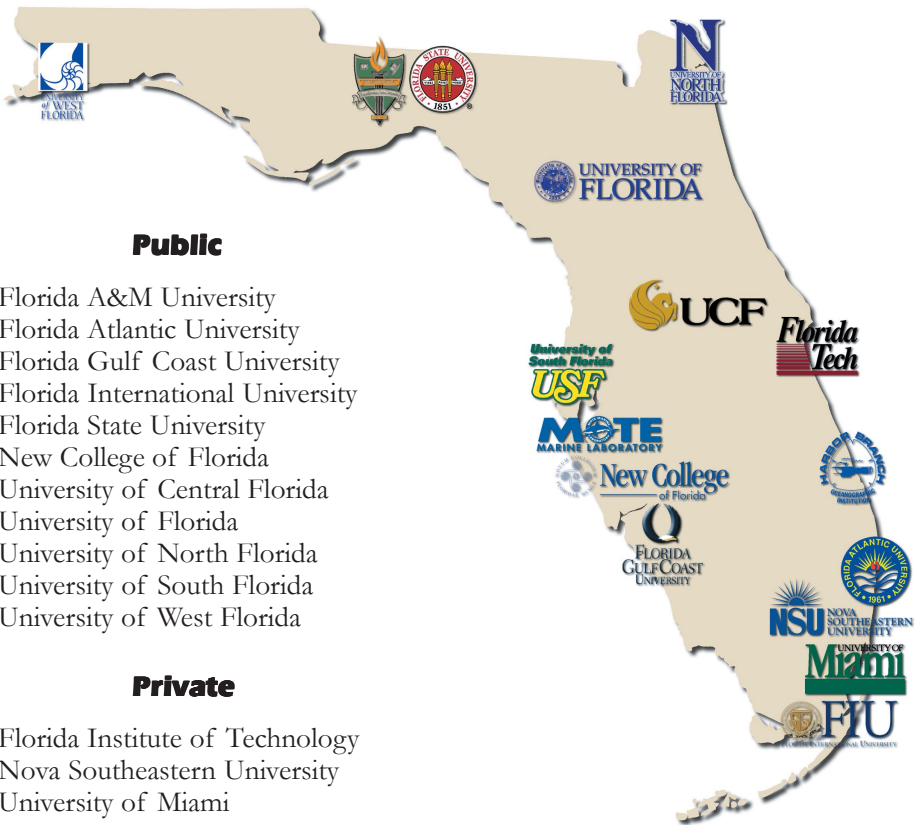 UNIVERSITY
of WEST
FLORIDA
FLORIDA STATE UNIVERSITY
1851
N
UNIVERSITY OF
NORTH
FLORIDA
UNIVERSITY OF
FLORIDA
Public
Florida A&M University
Florida Atlantic University
Florida Gulf Coast University
Florida International University
Florida State University
New College of Florida
University of Central Florida
University of Florida
University of North Florida
University of South Florida
University of West Florida
Private
Florida Institute of Technology
Nova Southeastern University
University of Miami
UCF
Florida
Tech
University of
South Florida
USF
MOTE
MARINE LABORATORY
New College
of Florida
HARBOR BRANCH
OCEANOGRAPHIC
INSTITUTION
FLORIDA
GULF COAST
UNIVERSITY
FLORIDA ATLANTIC UNIVERSITY
1961
NSU
NOVA
SOUTHEASTERN
UNIVERSITY
UNIVERSITY OF
Miami
FIU
FLORIDA INTERNATIONAL UNIVERSITY